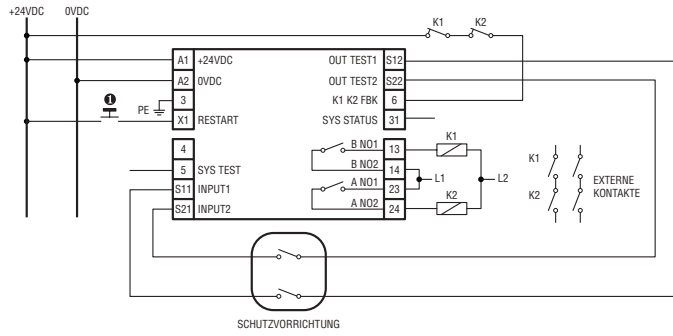 +24VDC 0VDC
K1 K2
A1 +24VDC OUT TEST1 S12
A2 0VDC OUT TEST2 S22
3 K1 K2 FBK 6
PE
❶
X1 RESTART SYS STATUS 31
4 B NO1 13 K1
5 SYS TEST B NO2 14
L1 L2
S11 INPUT1 A NO1 23
S21 INPUT2 A NO2 24 K2
K1
K2
EXTERNE
KONTAKTE
SCHUTZVORRICHTUNG